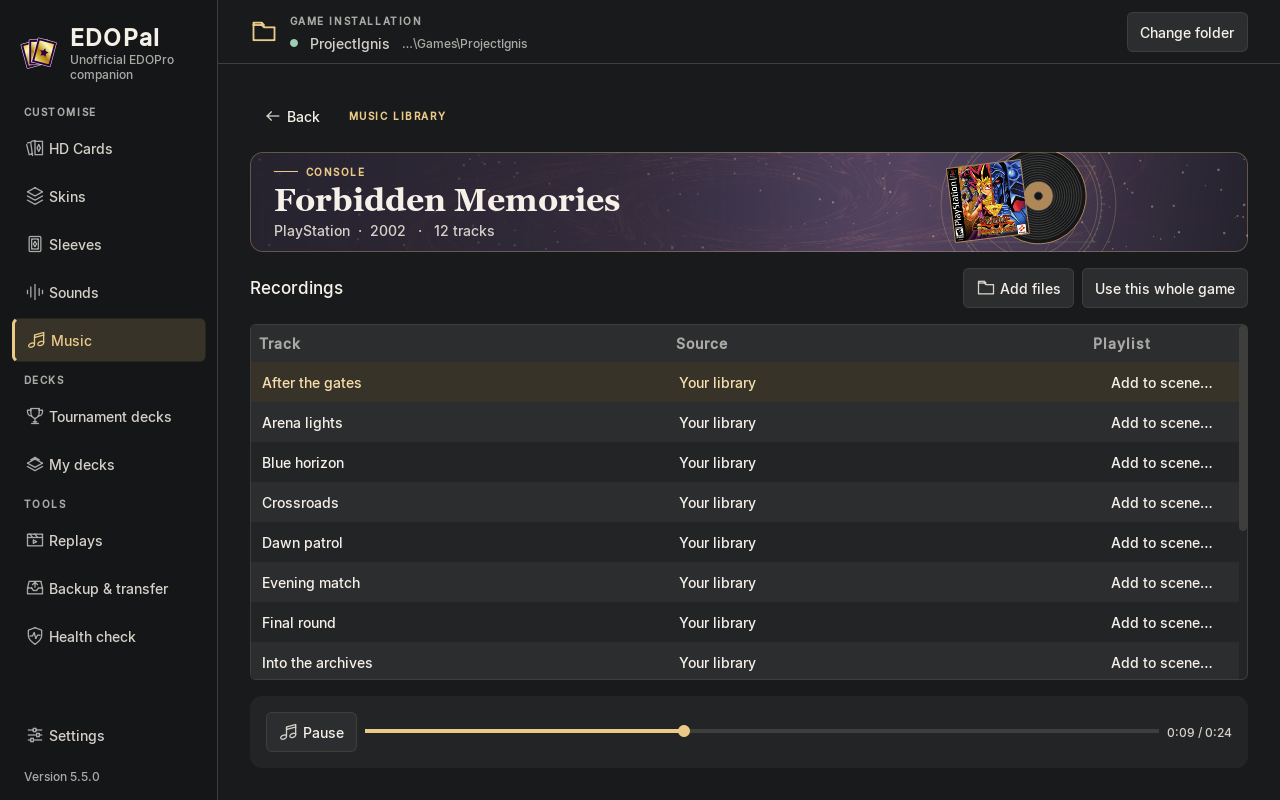 EDOPal
Unofficial EDOPro
companion
CUSTOMISE
HD Cards
Skins
Sleeves
Sounds
Music
DECKS
Tournament decks
My decks
TOOLS
Replays
Backup & transfer
Health check
Settings
Version 5.5.0
GAME INSTALLATION
ProjectIgnis ...\Games\ProjectIgnis
Change folder
Back MUSIC LIBRARY
CONSOLE
Forbidden Memories
PlayStation · 2002 · 12 tracks
PlayStation
Recordings Add files Use this whole game
Track Source Playlist
After the gates Your library Add to scene...
Arena lights Your library Add to scene...
Blue horizon Your library Add to scene...
Crossroads Your library Add to scene...
Dawn patrol Your library Add to scene...
Evening match Your library Add to scene...
Final round Your library Add to scene...
Into the archives Your library Add to scene...
Pause 0:09 / 0:24